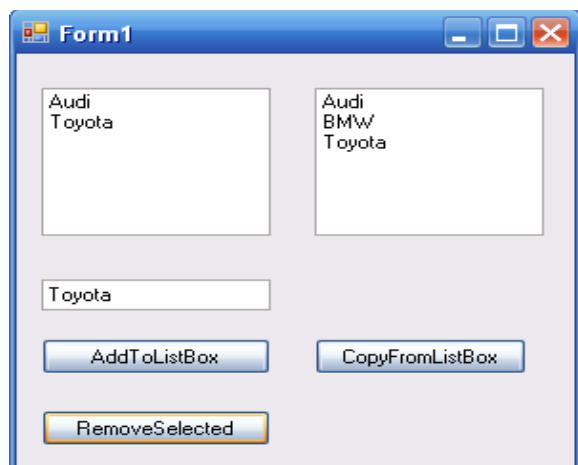 Form1
Audi
Toyota
Audi
BMW
Toyota
Toyota
AddToListBox
CopyFromListBox
RemoveSelected